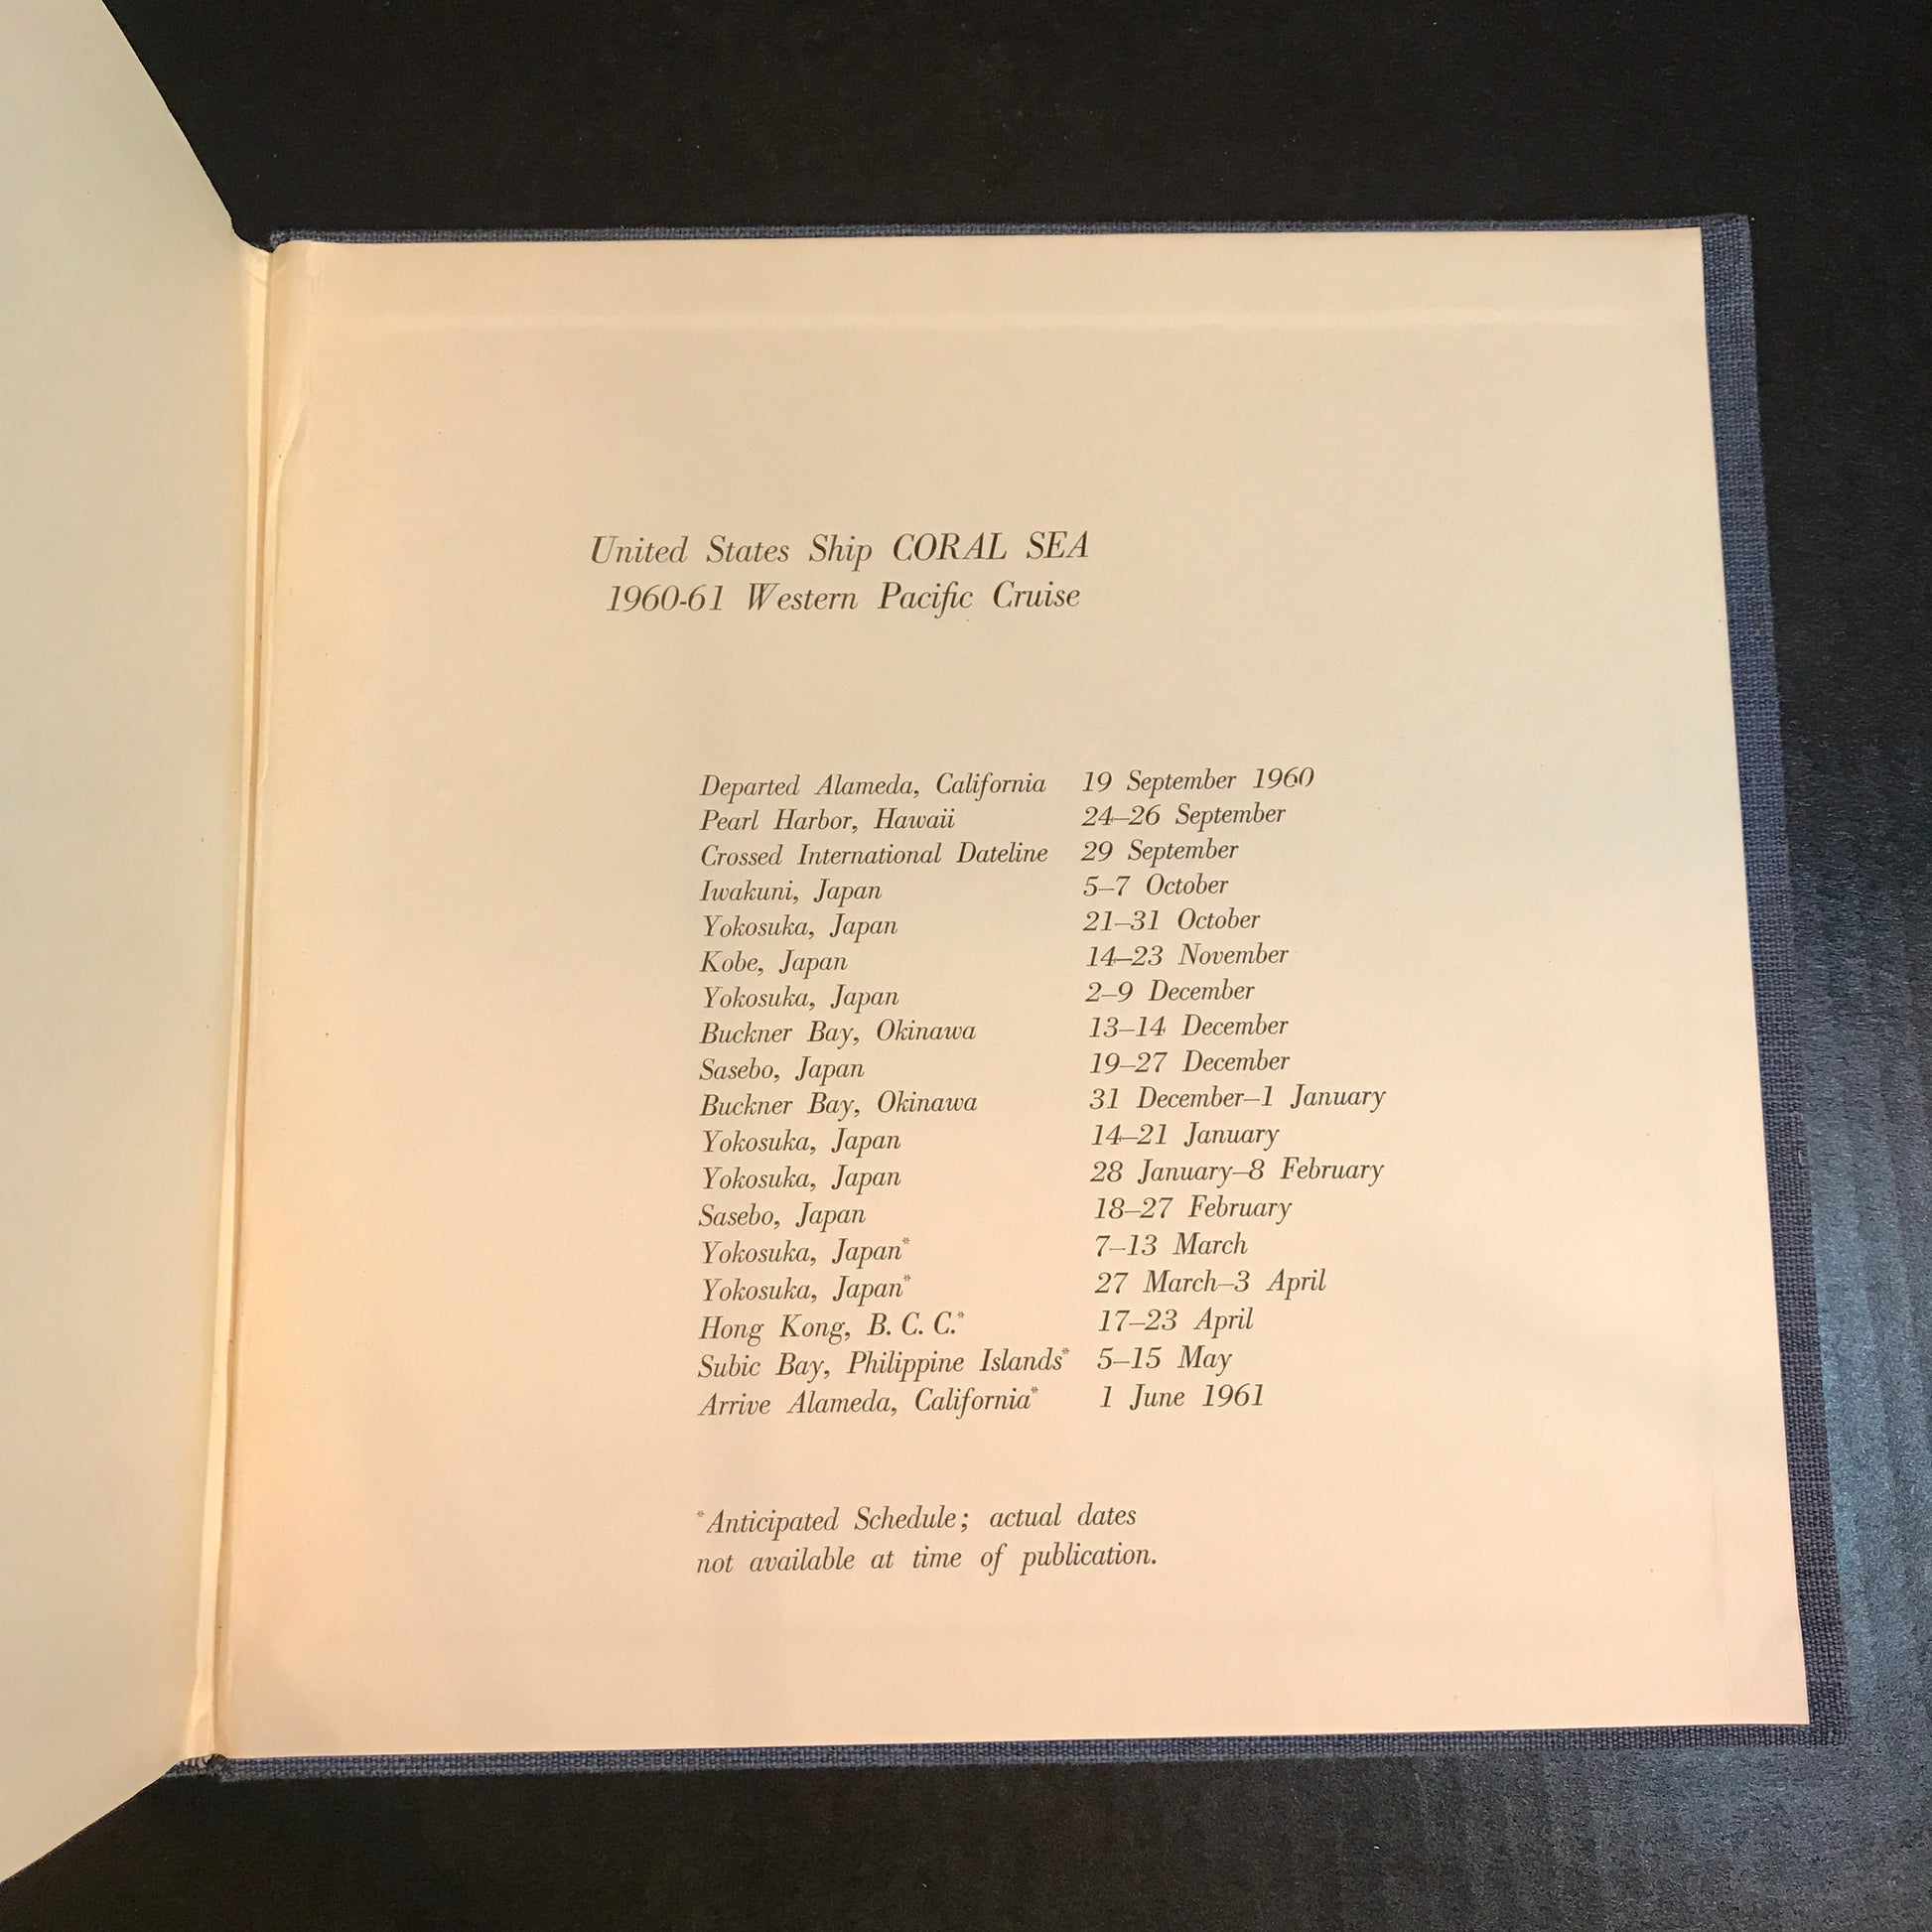 United States Ship CORAL SEA
1960-61 Western Pacific Cruise
Departed Alameda, California 19 September 1960
Pearl Harbor, Hawaii 24–26 September
Crossed International Dateline 29 September
Iwakuni, Japan 5–7 October
Yokosuka, Japan 21–31 October
Kobe, Japan 14–23 November
Yokosuka, Japan 2–9 December
Buckner Bay, Okinawa 13–14 December
Sasebo, Japan 19–27 December
Buckner Bay, Okinawa 31 December–1 January
Yokosuka, Japan 14–21 January
Yokosuka, Japan 28 January–8 February
Sasebo, Japan 18–27 February
Yokosuka, Japan* 7–13 March
Yokosuka, Japan* 27 March–3 April
Hong Kong, B. C. C.* 17–23 April
Subic Bay, Philippine Islands* 5–15 May
Arrive Alameda, California* 1 June 1961
*Anticipated Schedule; actual dates
not available at time of publication.